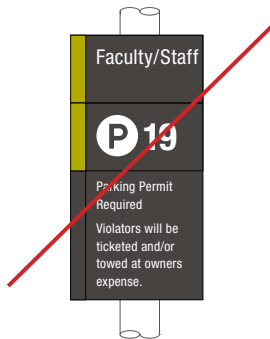 Faculty/Staff
P 19
Parking Permit
Required
Violators will be
ticketed and/or
towed at owners
expense.